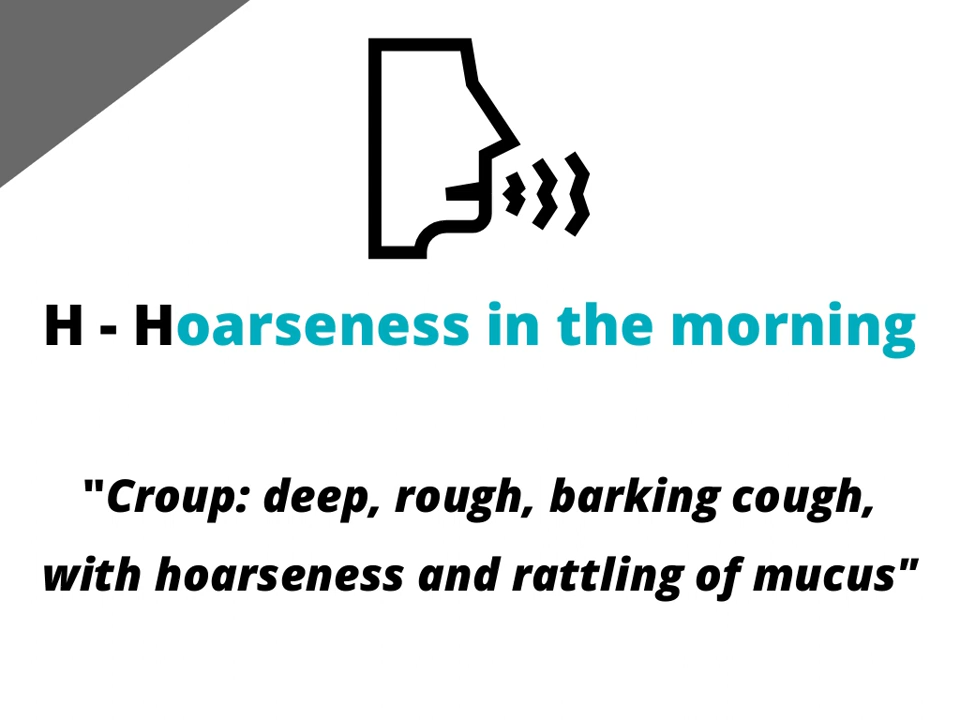 H - Hoarseness in the morning
"Croup: deep, rough, barking cough,
with hoarseness and rattling of mucus"